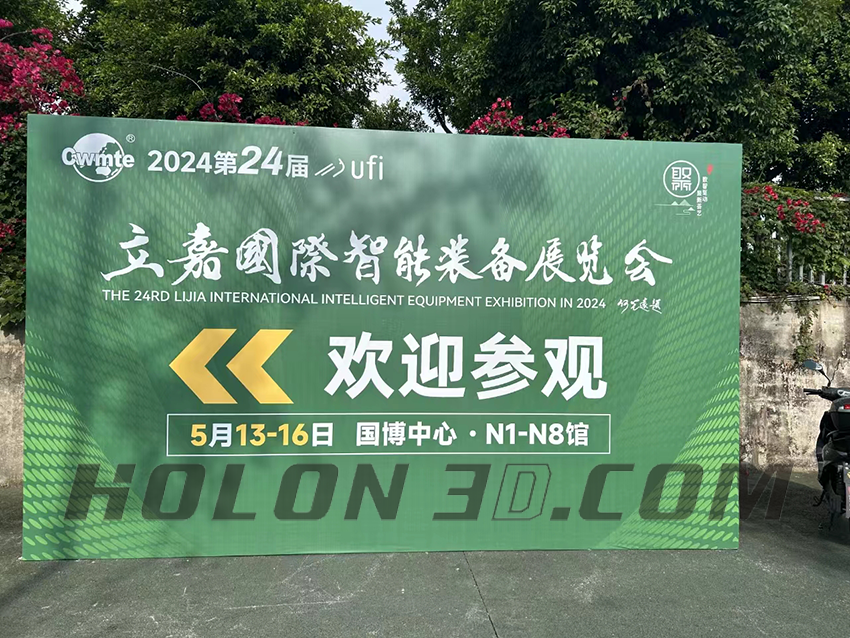 Cwmte® 2024第24届 ufi
立嘉國際智能装备展览会
THE 24RD LIJIA INTERNATIONAL INTELLIGENT EQUIPMENT EXHIBITION IN 2024
欢迎参观
5月13-16日 国博中心·N1-N8馆
HOLON 3D.COM